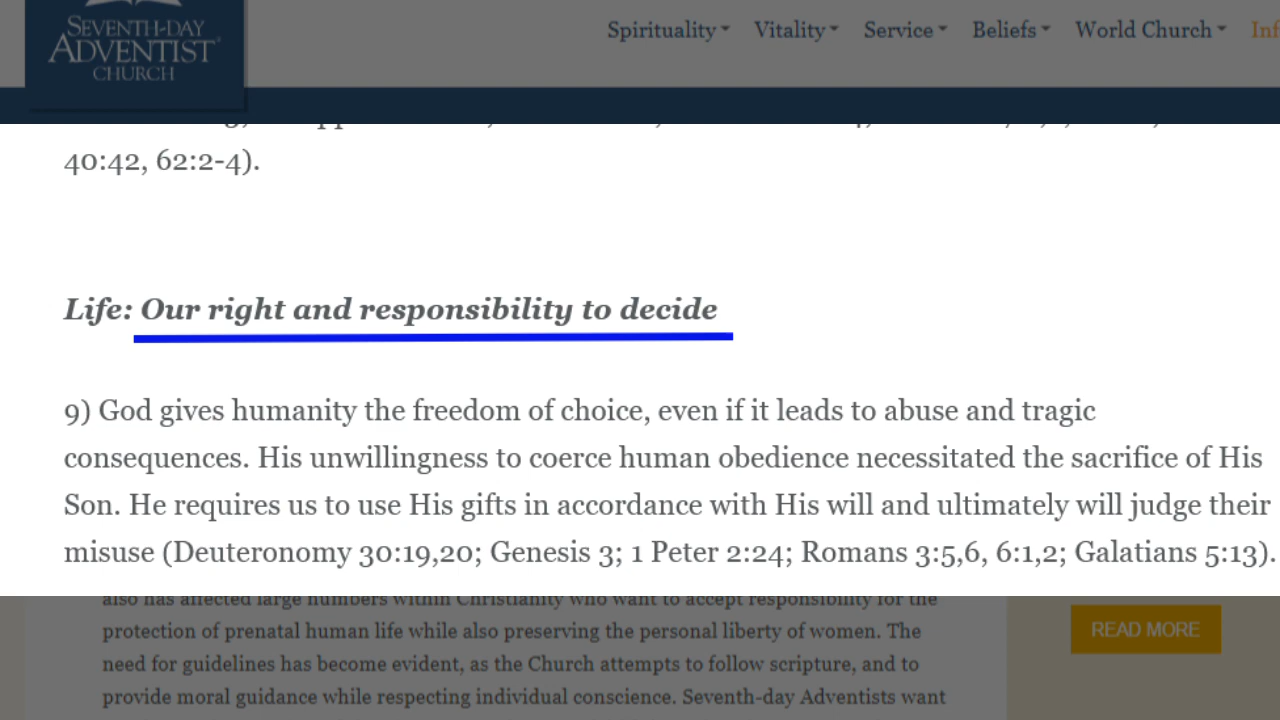 SEVENTH-DAY
ADVENTIST®
CHURCH
Spirituality Vitality Service Beliefs World Church Inf
40:42, 62:2-4).
Life: Our right and responsibility to decide
9) God gives humanity the freedom of choice, even if it leads to abuse and tragic
consequences. His unwillingness to coerce human obedience necessitated the sacrifice of His
Son. He requires us to use His gifts in accordance with His will and ultimately will judge their
misuse (Deuteronomy 30:19,20; Genesis 3; 1 Peter 2:24; Romans 3:5,6, 6:1,2; Galatians 5:13).
also has affected large numbers within Christianity who want to accept responsibility for the
protection of prenatal human life while also preserving the personal liberty of women. The
need for guidelines has become evident, as the Church attempts to follow scripture, and to
provide moral guidance while respecting individual conscience. Seventh-day Adventists want
READ MORE